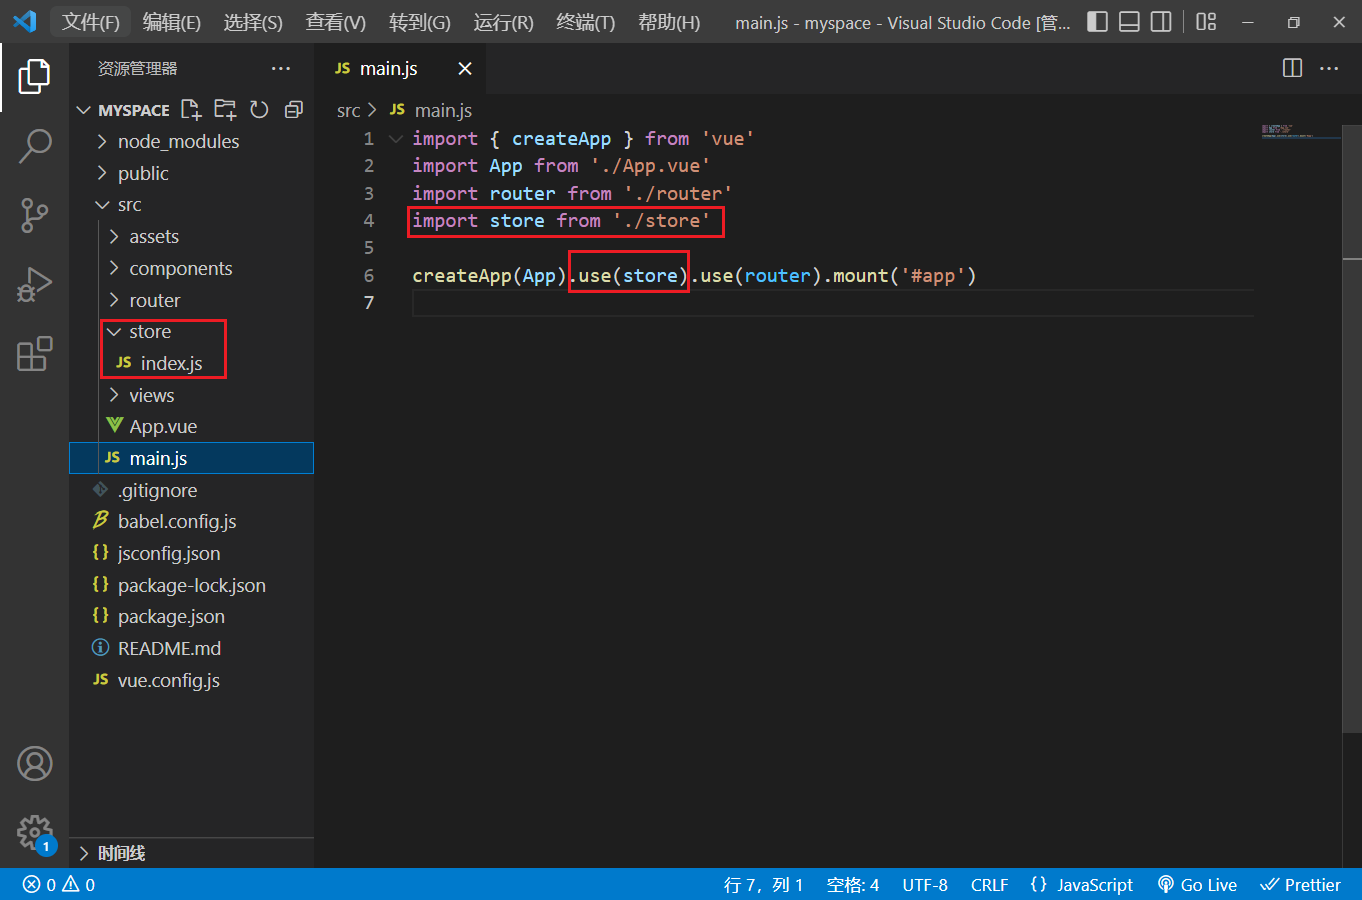 文件(F) 编辑(E) 选择(S) 查看(V) 转到(G) 运行(R) 终端(T) 帮助(H) main.js - myspace - Visual Studio Code [管...
资源管理器
MYSPACE
node_modules
public
src
assets
components
router
store
JS index.js
views
App.vue
JS main.js
.gitignore
babel.config.js
{} jsconfig.json
{} package-lock.json
{} package.json
README.md
JS vue.config.js
时间线
1
JS main.js
src > JS main.js
1 import { createApp } from 'vue'
2 import App from './App.vue'
3 import router from './router'
4 import store from './store'
5
6 createApp(App).use(store).use(router).mount('#app')
7
0 0 行 7，列 1 空格: 4 UTF-8 CRLF {} JavaScript Go Live Prettier